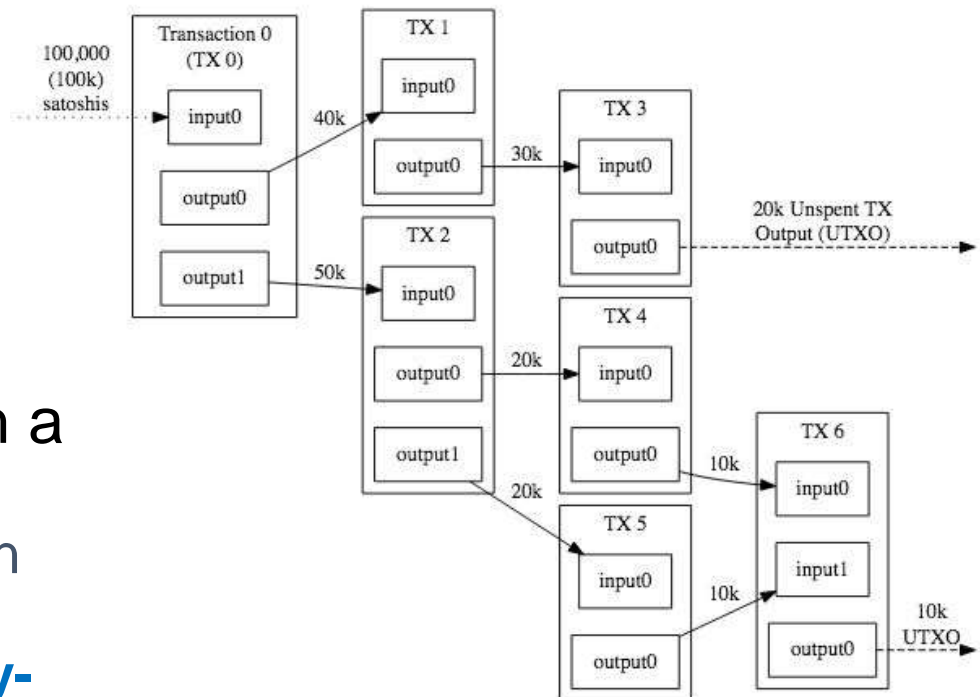 100,000
(100k)
satoshis
Transaction 0
(TX 0)
input0
output0
output1
40k
50k
TX 1
input0
output0
30k
TX 2
input0
output0
output1
20k
20k
TX 3
input0
output0
20k Unspent TX
Output (UTXO)
TX 4
input0
output0
10k
TX 5
input0
output0
10k
TX 6
input0
input1
output0
10k
UTXO
a